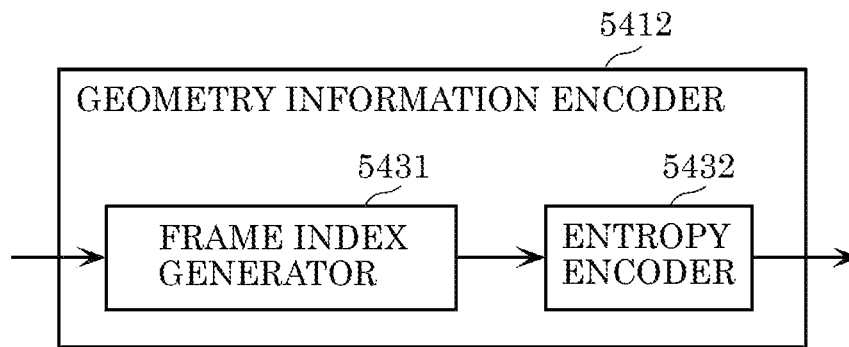 5412
GEOMETRY INFORMATION ENCODER
5431
5432
FRAME INDEX
GENERATOR
ENTROPY
ENCODER